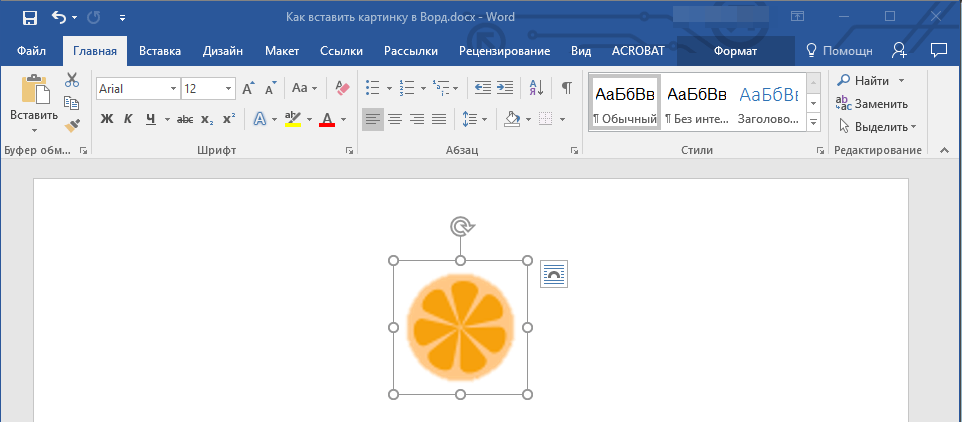 Как вставить картинку в Ворд.docx - Word
Файл Главная Вставка Дизайн Макет Ссылки Рассылки Рецензирование Вид ACROBAT Формат Помощн
Arial 12 Aa АаБбВв АаБбВв АаБбВ Найти
Вставить ¶ Обычный ¶ Без инте... Заголово... Заменить
Ж К Ч abc x₂ x² А А Выделить
Буфер обм... Шрифт Абзац Стили Редактирование